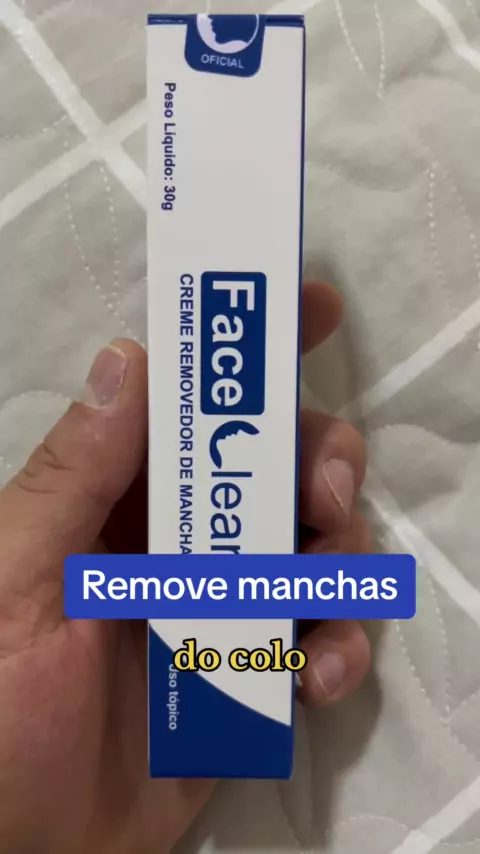 OFICIAL
Peso Líquido: 30g
Face Clear
CREME REMOVEDOR DE MANCHA
Remove manchas
do colo
Uso tópico